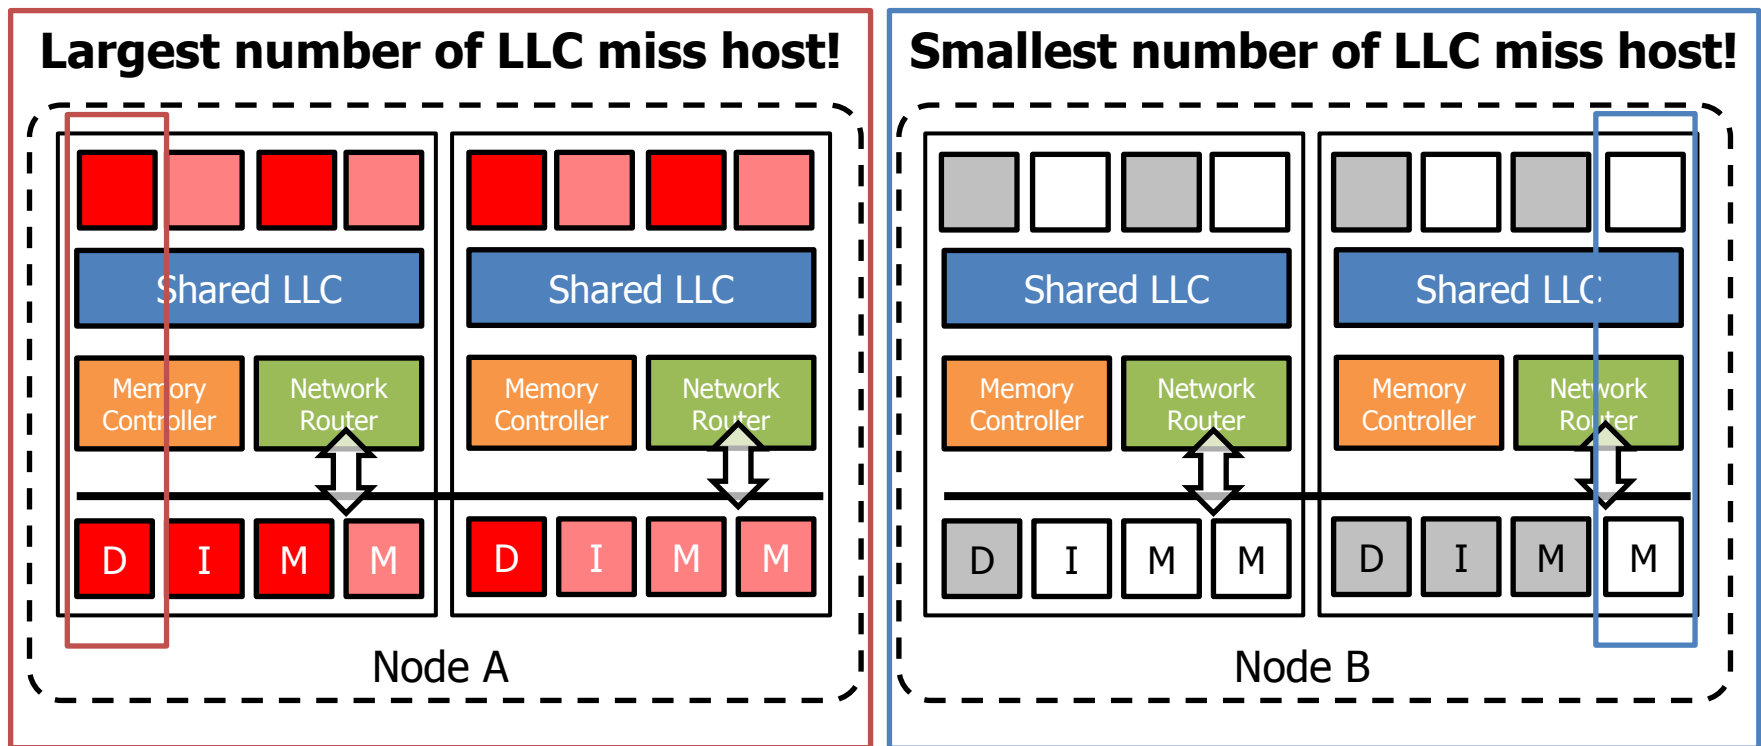 Largest number of LLC miss host!
Shared LLC
Shared LLC
Memory
Controller
Network
Router
Memory
Controller
Network
Router
D I M M
D I M M
Node A
Smallest number of LLC miss host!
Shared LLC
Shared LLC
Memory
Controller
Network
Router
Memory
Controller
Network
Router
D I M M
D I M M
Node B